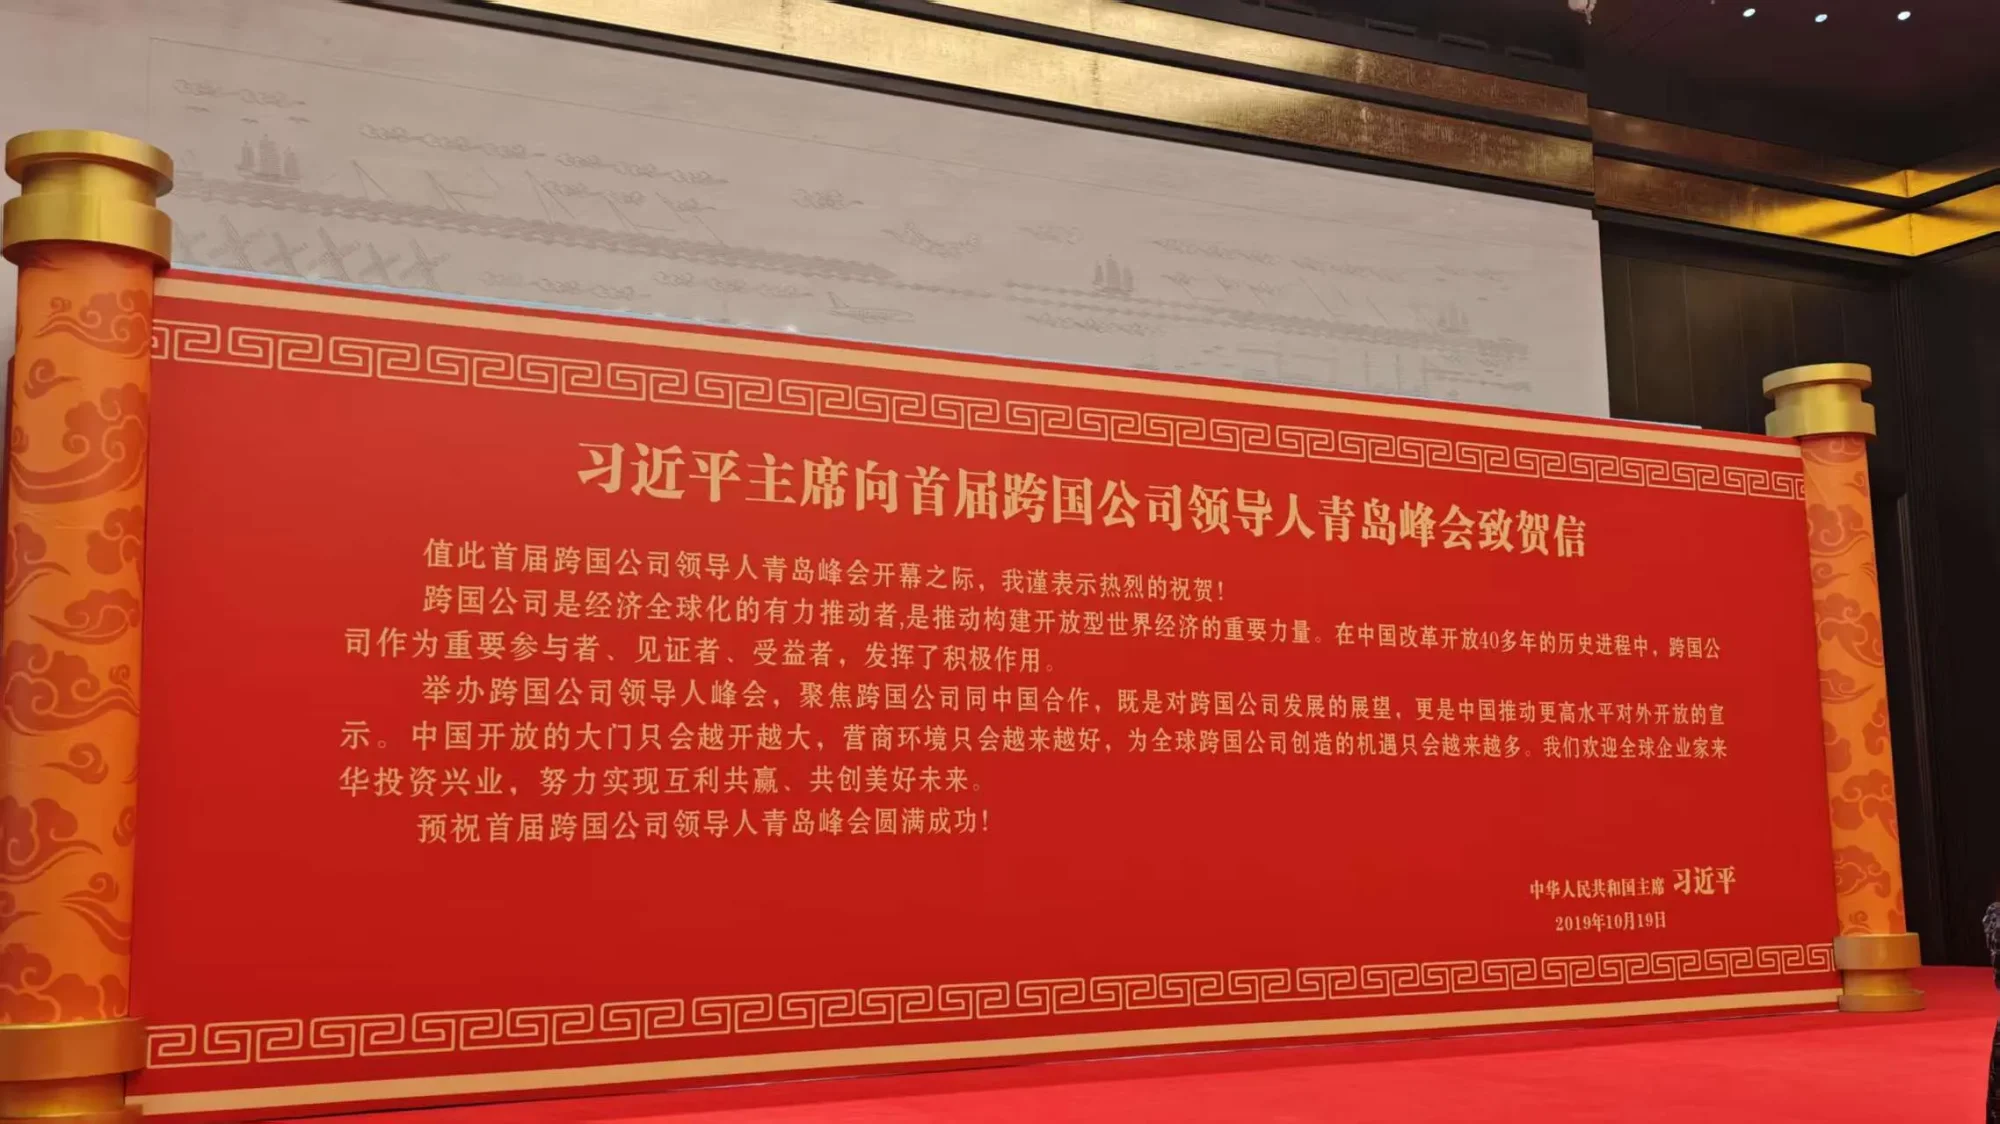 习近平主席向首届跨国公司领导人青岛峰会致贺信
值此首届跨国公司领导人青岛峰会开幕之际，我谨表示热烈的祝贺！
跨国公司是经济全球化的有力推动者,是推动构建开放型世界经济的重要力量。在中国改革开放40多年的历史进程中，跨国公
司作为重要参与者、见证者、受益者，发挥了积极作用。
举办跨国公司领导人峰会，聚焦跨国公司同中国合作，既是对跨国公司发展的展望，更是中国推动更高水平对外开放的宣
示。中国开放的大门只会越开越大，营商环境只会越来越好，为全球跨国公司创造的机遇只会越来越多。我们欢迎全球企业家来
华投资兴业，努力实现互利共赢、共创美好未来。
预祝首届跨国公司领导人青岛峰会圆满成功！
中华人民共和国主席 习近平
2019年10月19日